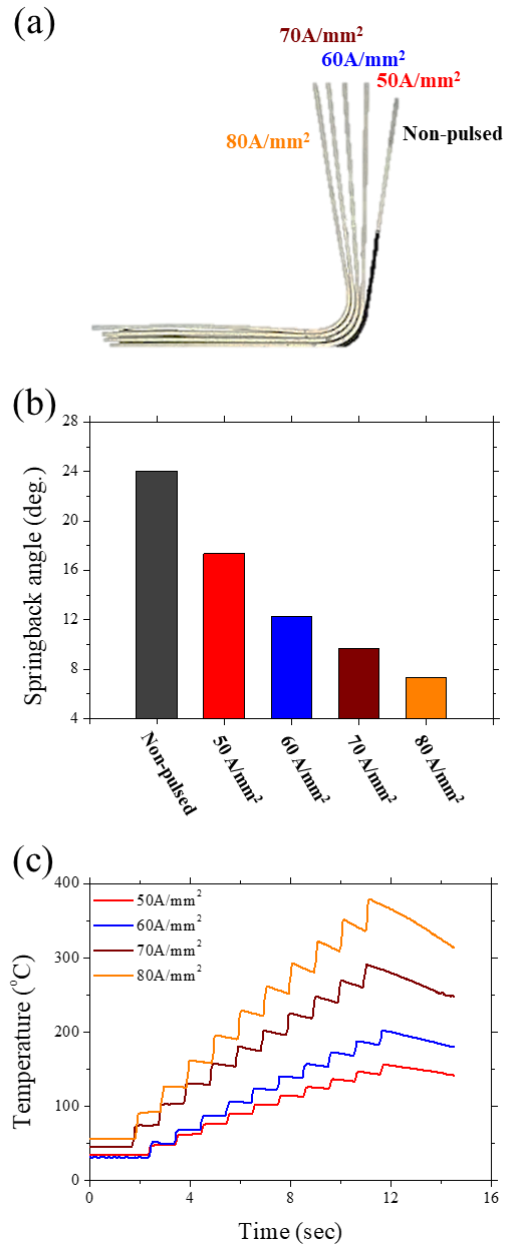 (a)
70A/mm²
60A/mm²
50A/mm²
80A/mm²
Non-pulsed
(b)
28
24
20
16
12
8
4
Springback angle (deg.)
Non-pulsed
50 A/mm²
60 A/mm²
70 A/mm²
80 A/mm²
(c)
400
300
200
100
0
Temperature (⁰C)
50A/mm²
60A/mm²
70A/mm²
80A/mm²
0
4
8
12
16
Time (sec)